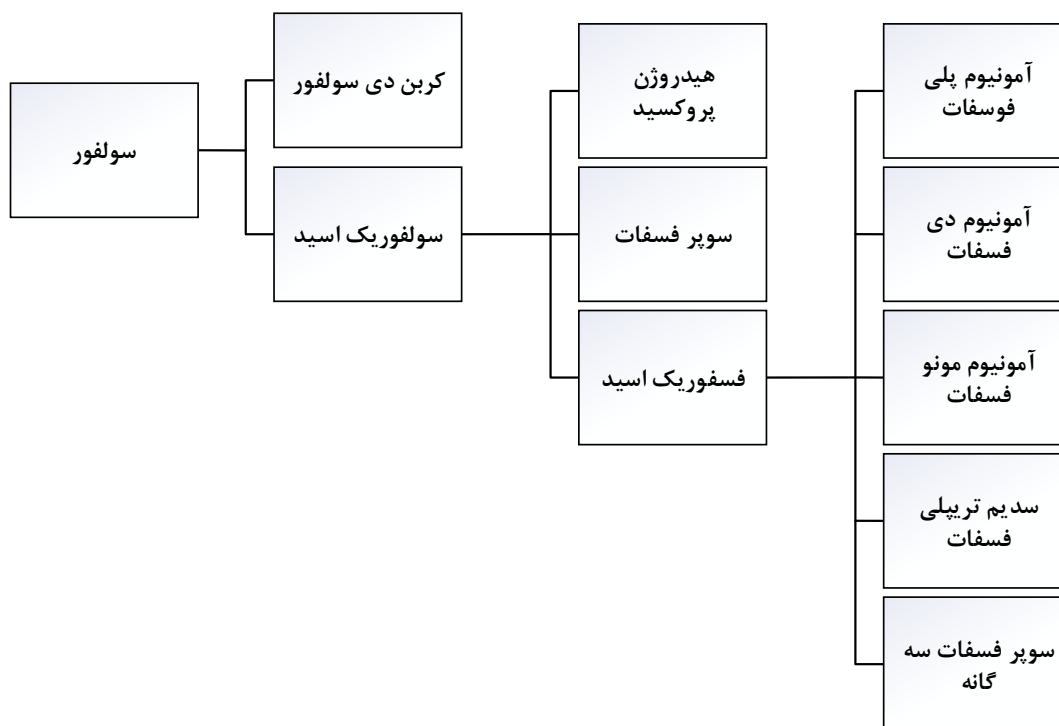 سولفور
کربن دی سولفور
سولفوریک اسید
هیدروژن
پروکسید
سوپر فسفات
فسفوریک اسید
آمونیوم پلی
فوسفات
آمونیوم دی
فسفات
آمونیوم مونو
فسفات
سدیم تریپلی
فسفات
سوپر فسفات سه
گانه